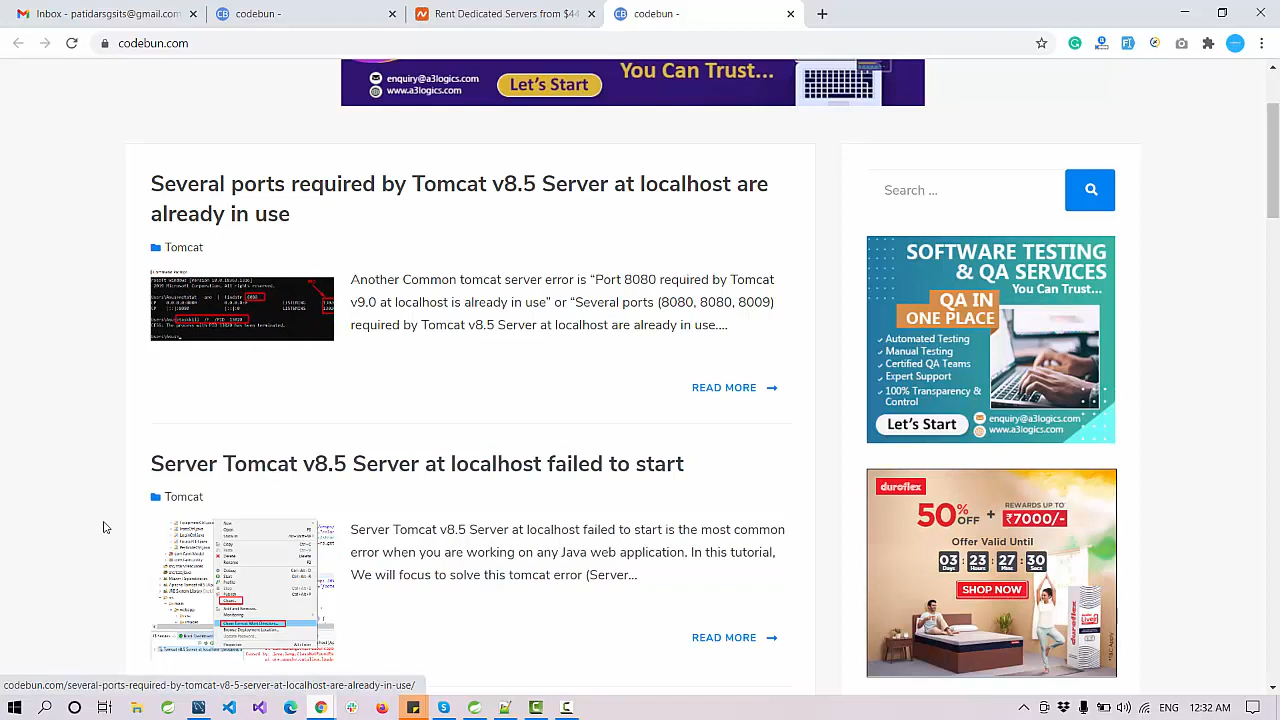 Inbox - patidarsgsits@gmail.com
codebun -
Rent Dedicated Servers from $44
codebun -
codebun.com
enquiry@a3logics.com
www.a3logics.com
Let's Start
You Can Trust...
Several ports required by Tomcat v8.5 Server at localhost are
already in use
Tomcat
Another Common tomcat server error is “Port 8080 required by Tomcat
v9.0 at localhost is already in use” or “Several ports (8080, 8080, 8009)
required by Tomcat v8.5 Server at localhost are already in use....
READ MORE
Server Tomcat v8.5 Server at localhost failed to start
Tomcat
Server Tomcat v8.5 Server at localhost failed to start is the most common
error when you are working on any Java web application. In this tutorial,
We will focus to solve this tomcat error (Server...
READ MORE
Search ...
SOFTWARE TESTING
& QA SERVICES
You Can Trust...
QA IN
ONE PLACE
Automated Testing
Manual Testing
Certified QA Teams
Expert Support
100% Transparency &
Control
Let's Start
enquiry@a3logics.com
www.a3logics.com
duroflex
50% OFF + REWARDS UP TO ₹7000/-
Offer Valid Until
03 : 23 : 27 : 30
SHOP NOW
codebun.com/several-ports-required-by-tomcat-v8-5-server-at-localhost-are-already-in-use/
ENG
12:32 AM